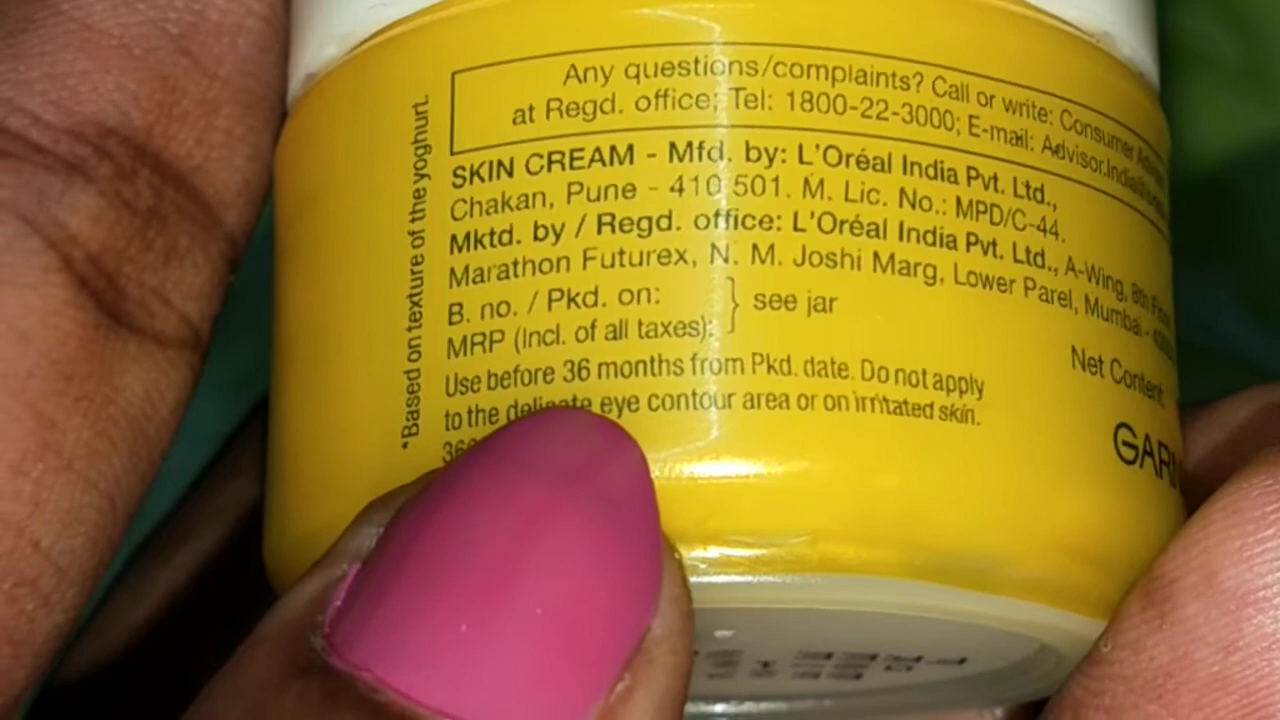 Any questions/complaints? Call or write: Consumer
at Regd. office; Tel: 1800-22-3000; E-mail:
SKIN CREAM - Mfd. by: L'Oréal India Pvt. Ltd.,
Chakan, Pune - 410 501. M. Lic. No.: MPD/C-44.
Mktd. by / Regd. office: L'Oréal India Pvt. Ltd., A-Wing, 8th
Marathon Futurex, N. M. Joshi Marg, Lower Parel, Mumbai -
B. no. / Pkd. on:
MRP (Incl. of all taxes):
} see jar
Use before 36 months from Pkd. date. Do not apply
to the delicate eye contour area or on irritated skin.
Net Content
*Based on texture of the yoghurt.